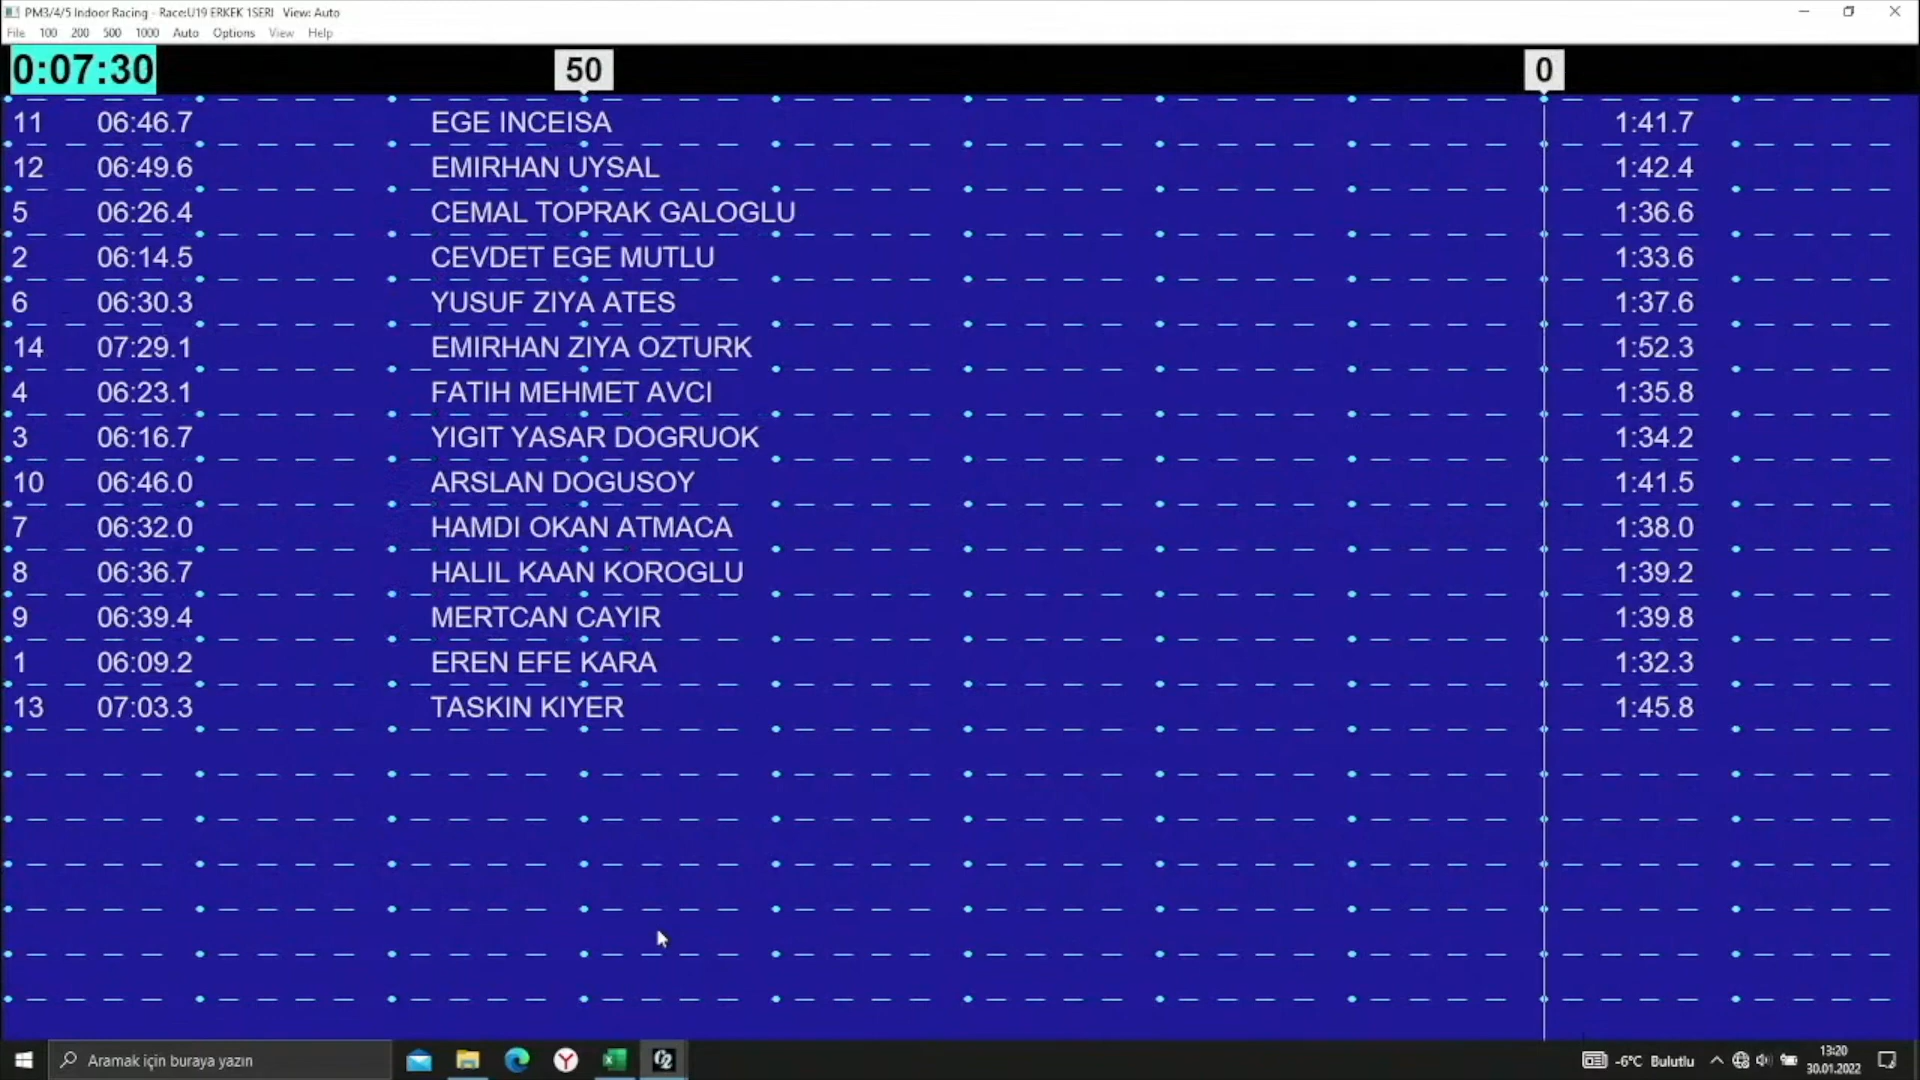 PM3/4/5 Indoor Racing - Race:U19 ERKEK 1SERI View: Auto
File 100 200 500 1000 Auto Options View Help
0:07:30 50 0
11 06:46.7 EGE INCEISA 1:41.7
12 06:49.6 EMIRHAN UYSAL 1:42.4
5 06:26.4 CEMAL TOPRAK GALOGLU 1:36.6
2 06:14.5 CEVDET EGE MUTLU 1:33.6
6 06:30.3 YUSUF ZIYA ATES 1:37.6
14 07:29.1 EMIRHAN ZIYA OZTURK 1:52.3
4 06:23.1 FATIH MEHMET AVCI 1:35.8
3 06:16.7 YIGIT YASAR DOGRUOK 1:34.2
10 06:46.0 ARSLAN DOGUSOY 1:41.5
7 06:32.0 HAMDI OKAN ATMACA 1:38.0
8 06:36.7 HALIL KAAN KOROGLU 1:39.2
9 06:39.4 MERTCAN CAYIR 1:39.8
1 06:09.2 EREN EFE KARA 1:32.3
13 07:03.3 TASKIN KIYER 1:45.8
Aramak için buraya yazın
-6°C Bulutlu
13:20
30.01.2022